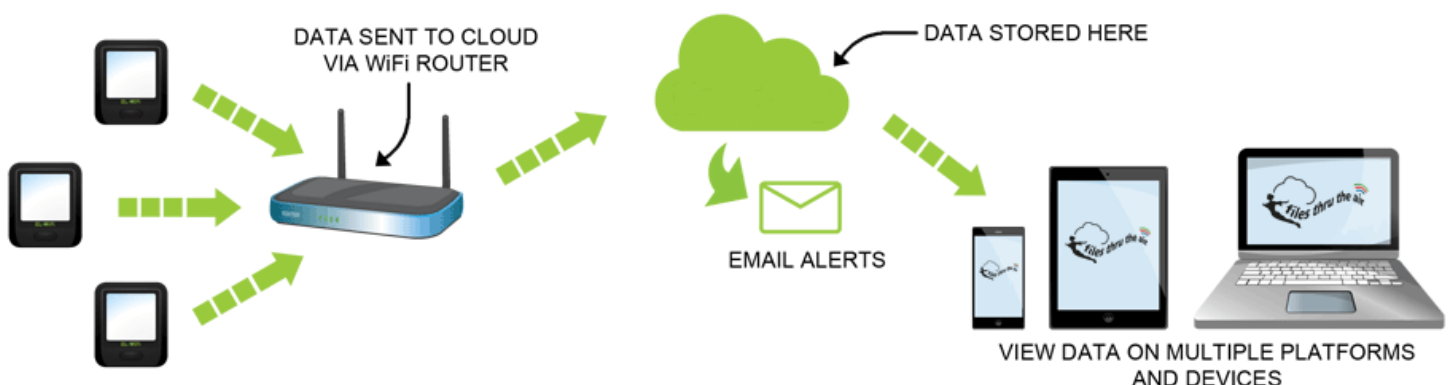 DATA SENT TO CLOUD
VIA WiFi ROUTER
DATA STORED HERE
EMAIL ALERTS
files thru the air
files thru the air
files thru the air
VIEW DATA ON MULTIPLE PLATFORMS
AND DEVICES